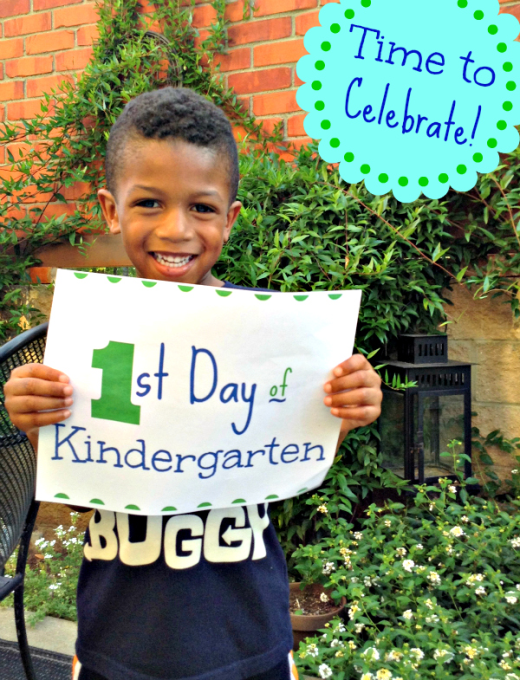 Time to
Celebrate!
1st Day of
Kindergarten
BUGGY